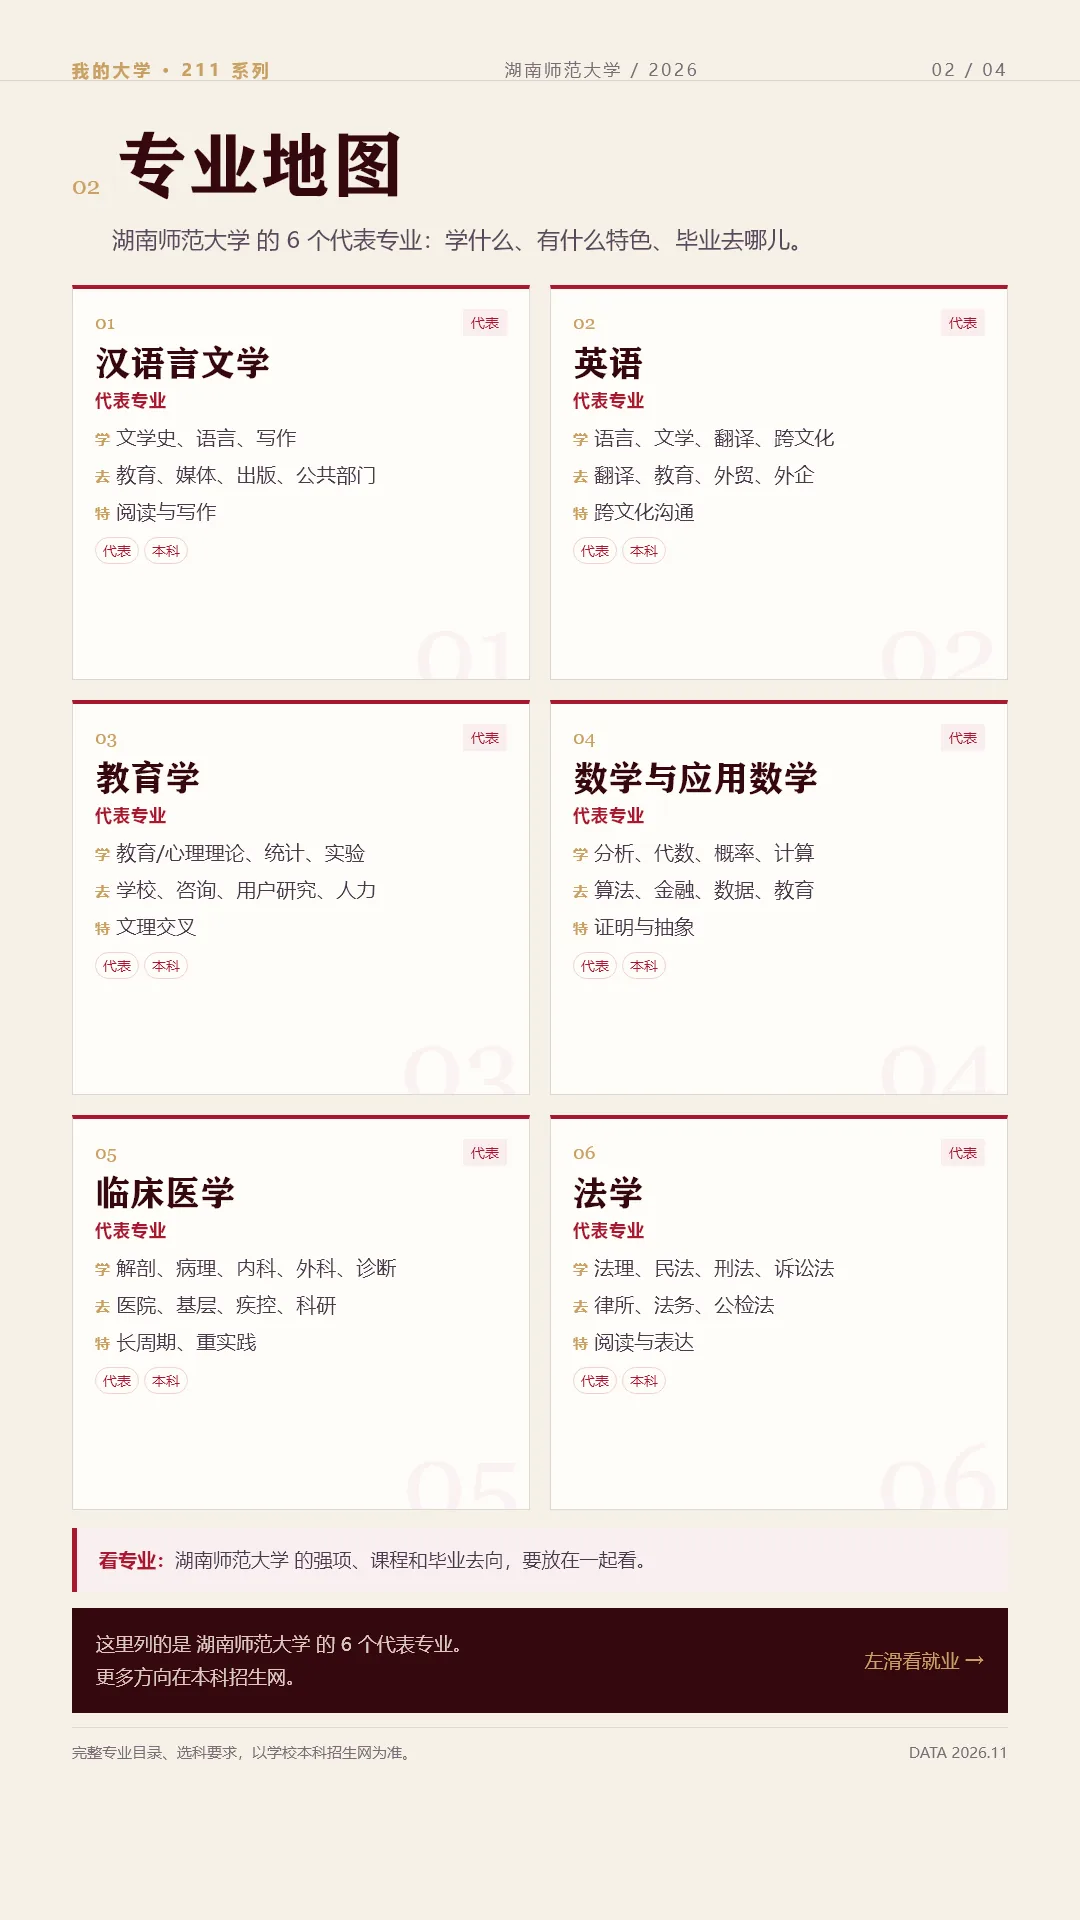 我的大学 • 211 系列
湖南师范大学 / 2026
02 / 04
02 专业地图
湖南师范大学 的 6 个代表专业：学什么、有什么特色、毕业去哪儿。
01 代表
汉语言文学
代表专业
学 文学史、语言、写作
去 教育、媒体、出版、公共部门
特 阅读与写作
代表 本科
01
02 代表
英语
代表专业
学 语言、文学、翻译、跨文化
去 翻译、教育、外贸、外企
特 跨文化沟通
代表 本科
02
03 代表
教育学
代表专业
学 教育/心理理论、统计、实验
去 学校、咨询、用户研究、人力
特 文理交叉
代表 本科
03
04 代表
数学与应用数学
代表专业
学 分析、代数、概率、计算
去 算法、金融、数据、教育
特 证明与抽象
代表 本科
04
05 代表
临床医学
代表专业
学 解剖、病理、内科、外科、诊断
去 医院、基层、疾控、科研
特 长周期、重实践
代表 本科
05
06 代表
法学
代表专业
学 法理、民法、刑法、诉讼法
去 律所、法务、公检法
特 阅读与表达
代表 本科
06
看专业：湖南师范大学 的强项、课程和毕业去向，要放在一起看。
这里列的是 湖南师范大学 的 6 个代表专业。
更多方向在本科招生网。
左滑看就业 →
完整专业目录、选科要求，以学校本科招生网为准。
DATA 2026.11